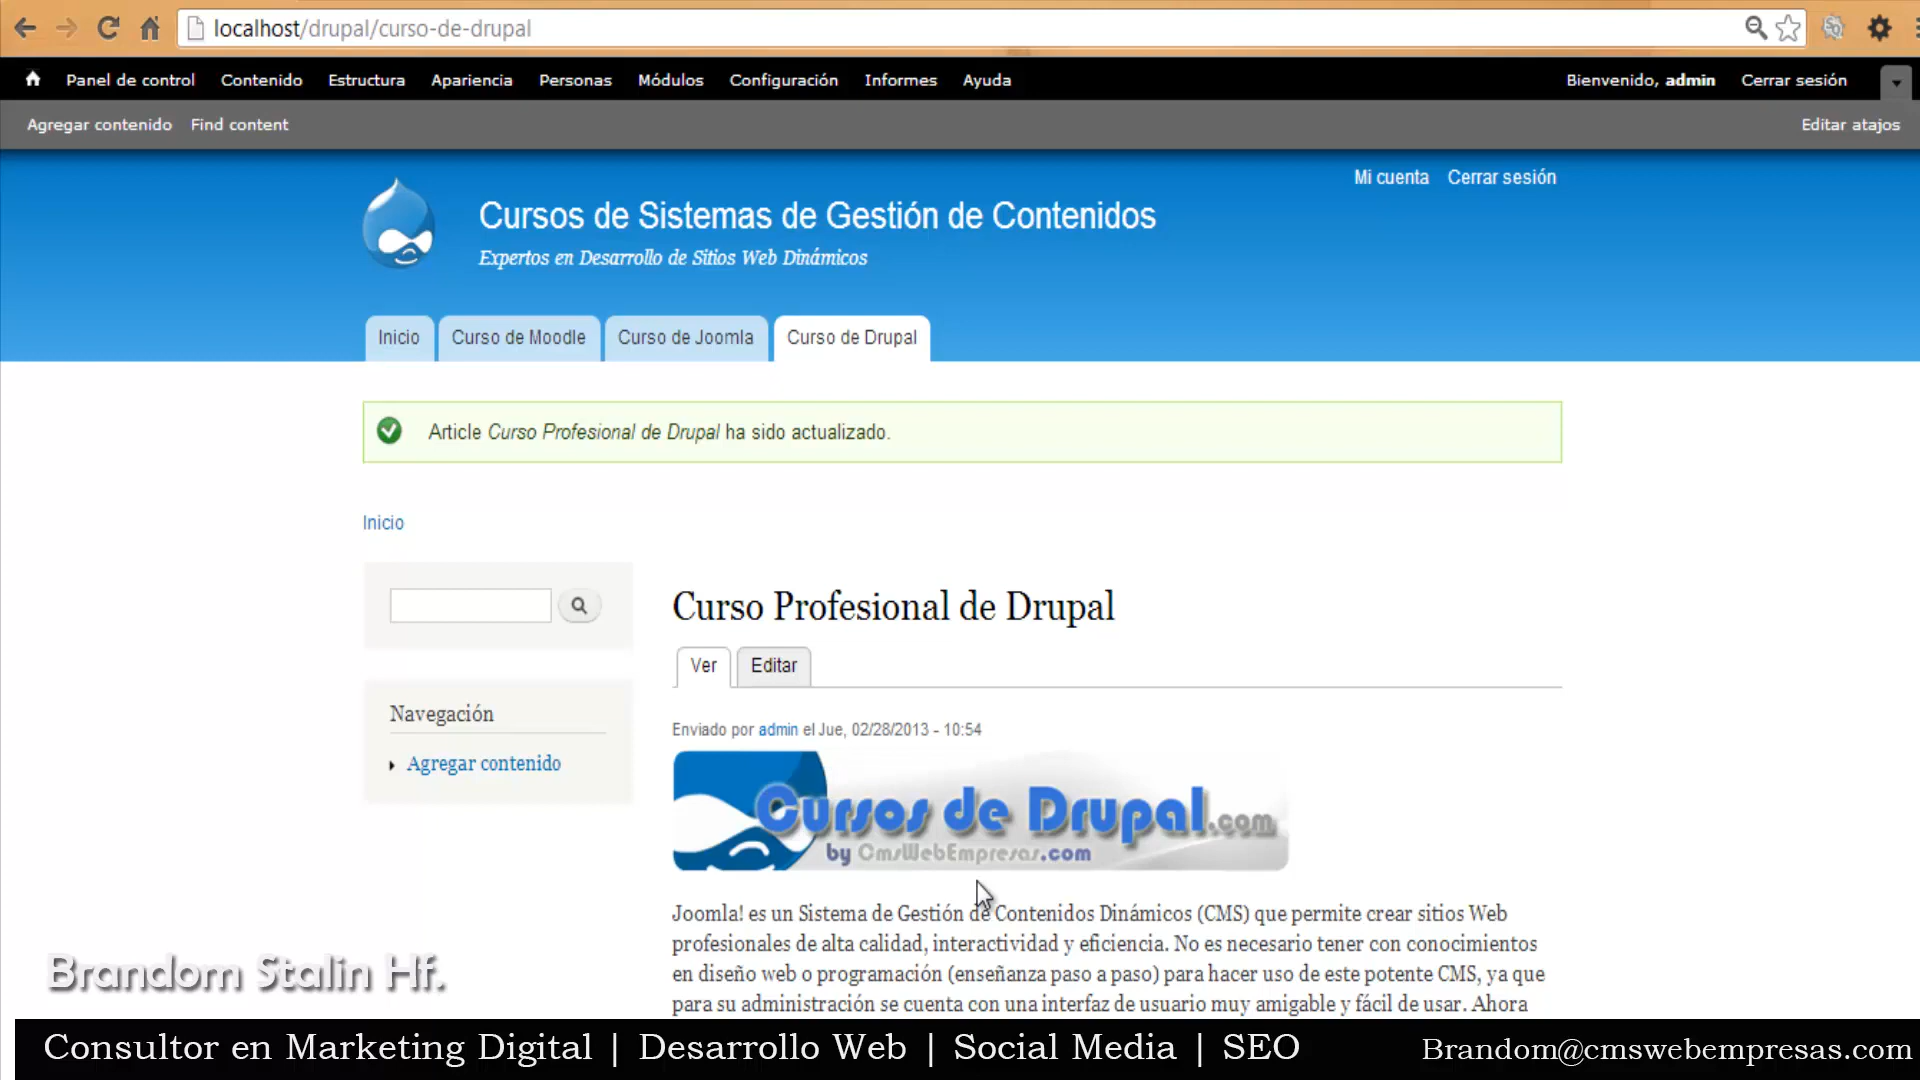 localhost/drupal/curso-de-drupal
Panel de control Contenido Estructura Apariencia Personas Módulos Configuración Informes Ayuda Bienvenido, admin Cerrar sesión
Agregar contenido Find content Editar atajos
Mi cuenta Cerrar sesión
Cursos de Sistemas de Gestión de Contenidos
Expertos en Desarrollo de Sitios Web Dinámicos
Inicio Curso de Moodle Curso de Joomla Curso de Drupal
Article Curso Profesional de Drupal ha sido actualizado.
Inicio
Curso Profesional de Drupal
Ver Editar
Navegación
Agregar contenido
Enviado por admin el Jue, 02/28/2013 - 10:54
Cursos de Drupal.com
by CmsWebEmpresas.com
Joomla! es un Sistema de Gestión de Contenidos Dinámicos (CMS) que permite crear sitios Web
profesionales de alta calidad, interactividad y eficiencia. No es necesario tener con conocimientos
en diseño web o programación (enseñanza paso a paso) para hacer uso de este potente CMS, ya que
para su administración se cuenta con una interfaz de usuario muy amigable y fácil de usar. Ahora
Brandom Stalin Hf.
Consultor en Marketing Digital | Desarrollo Web | Social Media | SEO Brandom@cmswebempresas.com